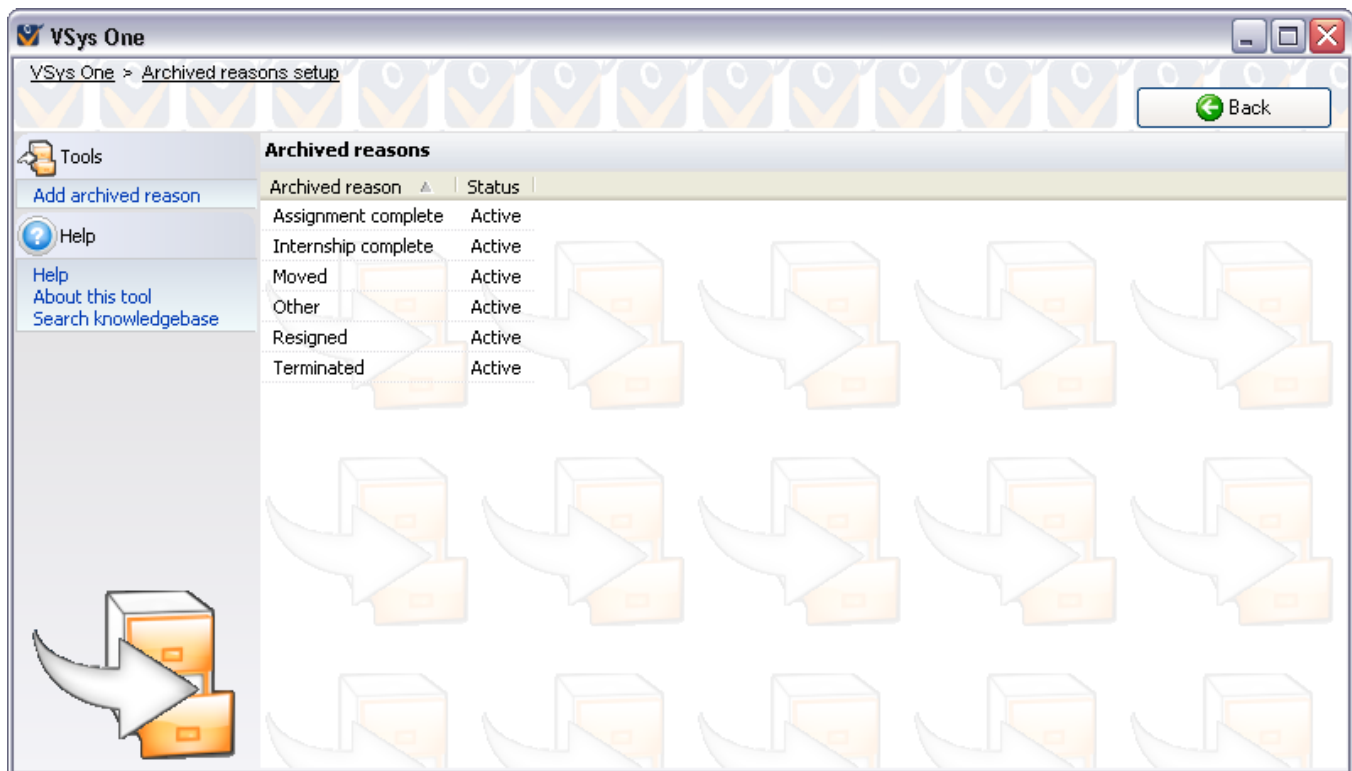 VSys One
VSys One > Archived reasons setup
Back
Tools
Add archived reason
Help
Help
About this tool
Search knowledgebase
Archived reasons
Archived reason Status
Assignment complete Active
Internship complete Active
Moved Active
Other Active
Resigned Active
Terminated Active